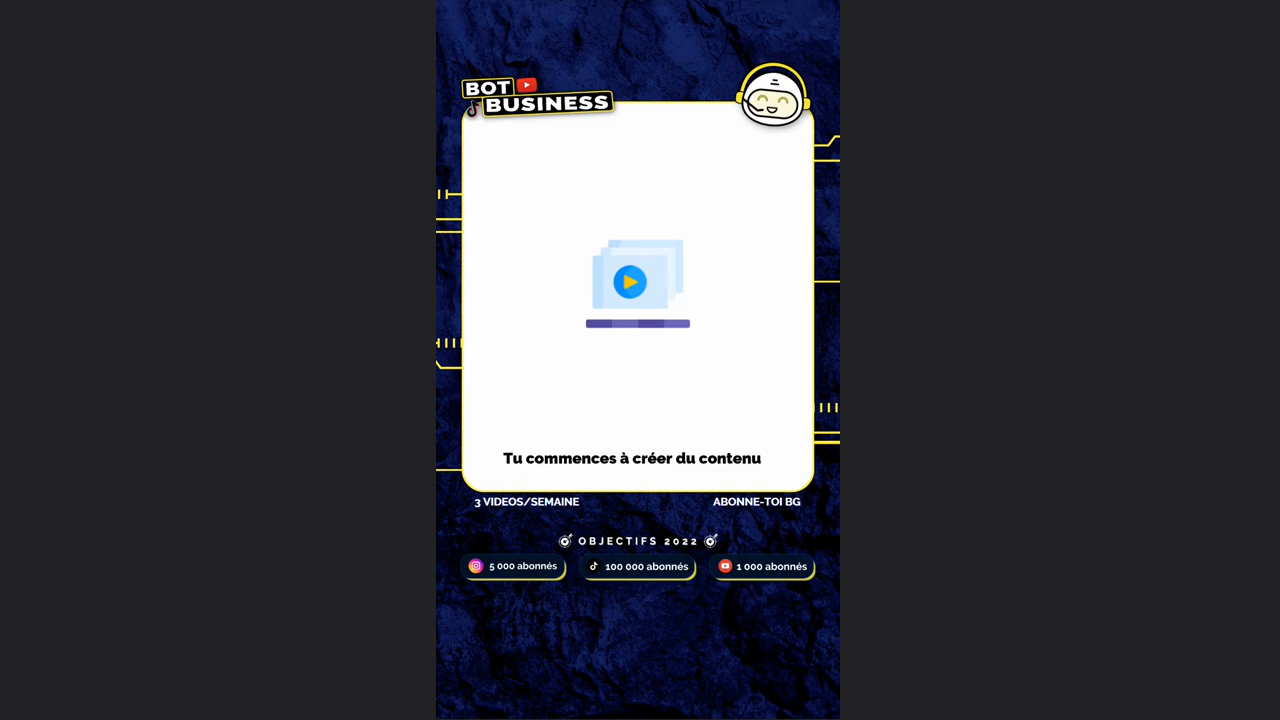 BOT
BUSINESS
Tu commences à créer du contenu
3 VIDEOS/SEMAINE
ABONNE-TOI BG
OBJECTIFS 2022
5 000 abonnés
100 000 abonnés
1 000 abonnés